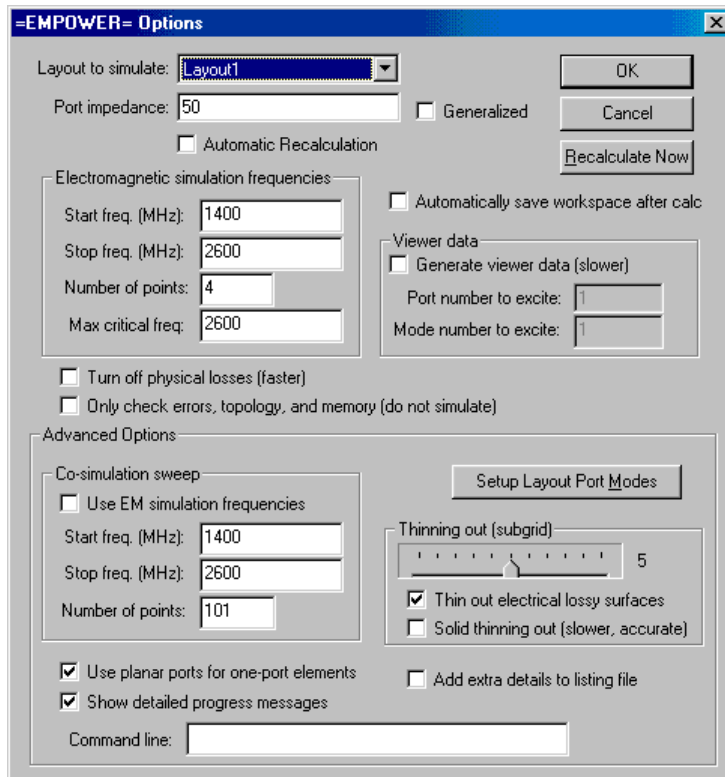 =EMPOWER= Options
Layout to simulate: Layout1
OK
Port impedance: 50
Generalized
Cancel
Automatic Recalculation
Recalculate Now
Electromagnetic simulation frequencies
Automatically save workspace after calc
Start freq. (MHz): 1400
Stop freq. (MHz): 2600
Number of points: 4
Max critical freq: 2600
Viewer data
Generate viewer data (slower)
Port number to excite: 1
Mode number to excite: 1
Turn off physical losses (faster)
Only check errors, topology, and memory (do not simulate)
Advanced Options
Co-simulation sweep
Use EM simulation frequencies
Start freq. (MHz): 1400
Stop freq. (MHz): 2600
Number of points: 101
Setup Layout Port Modes
Thinning out (subgrid)
5
Thin out electrical lossy surfaces
Solid thinning out (slower, accurate)
Use planar ports for one-port elements
Add extra details to listing file
Show detailed progress messages
Command line: